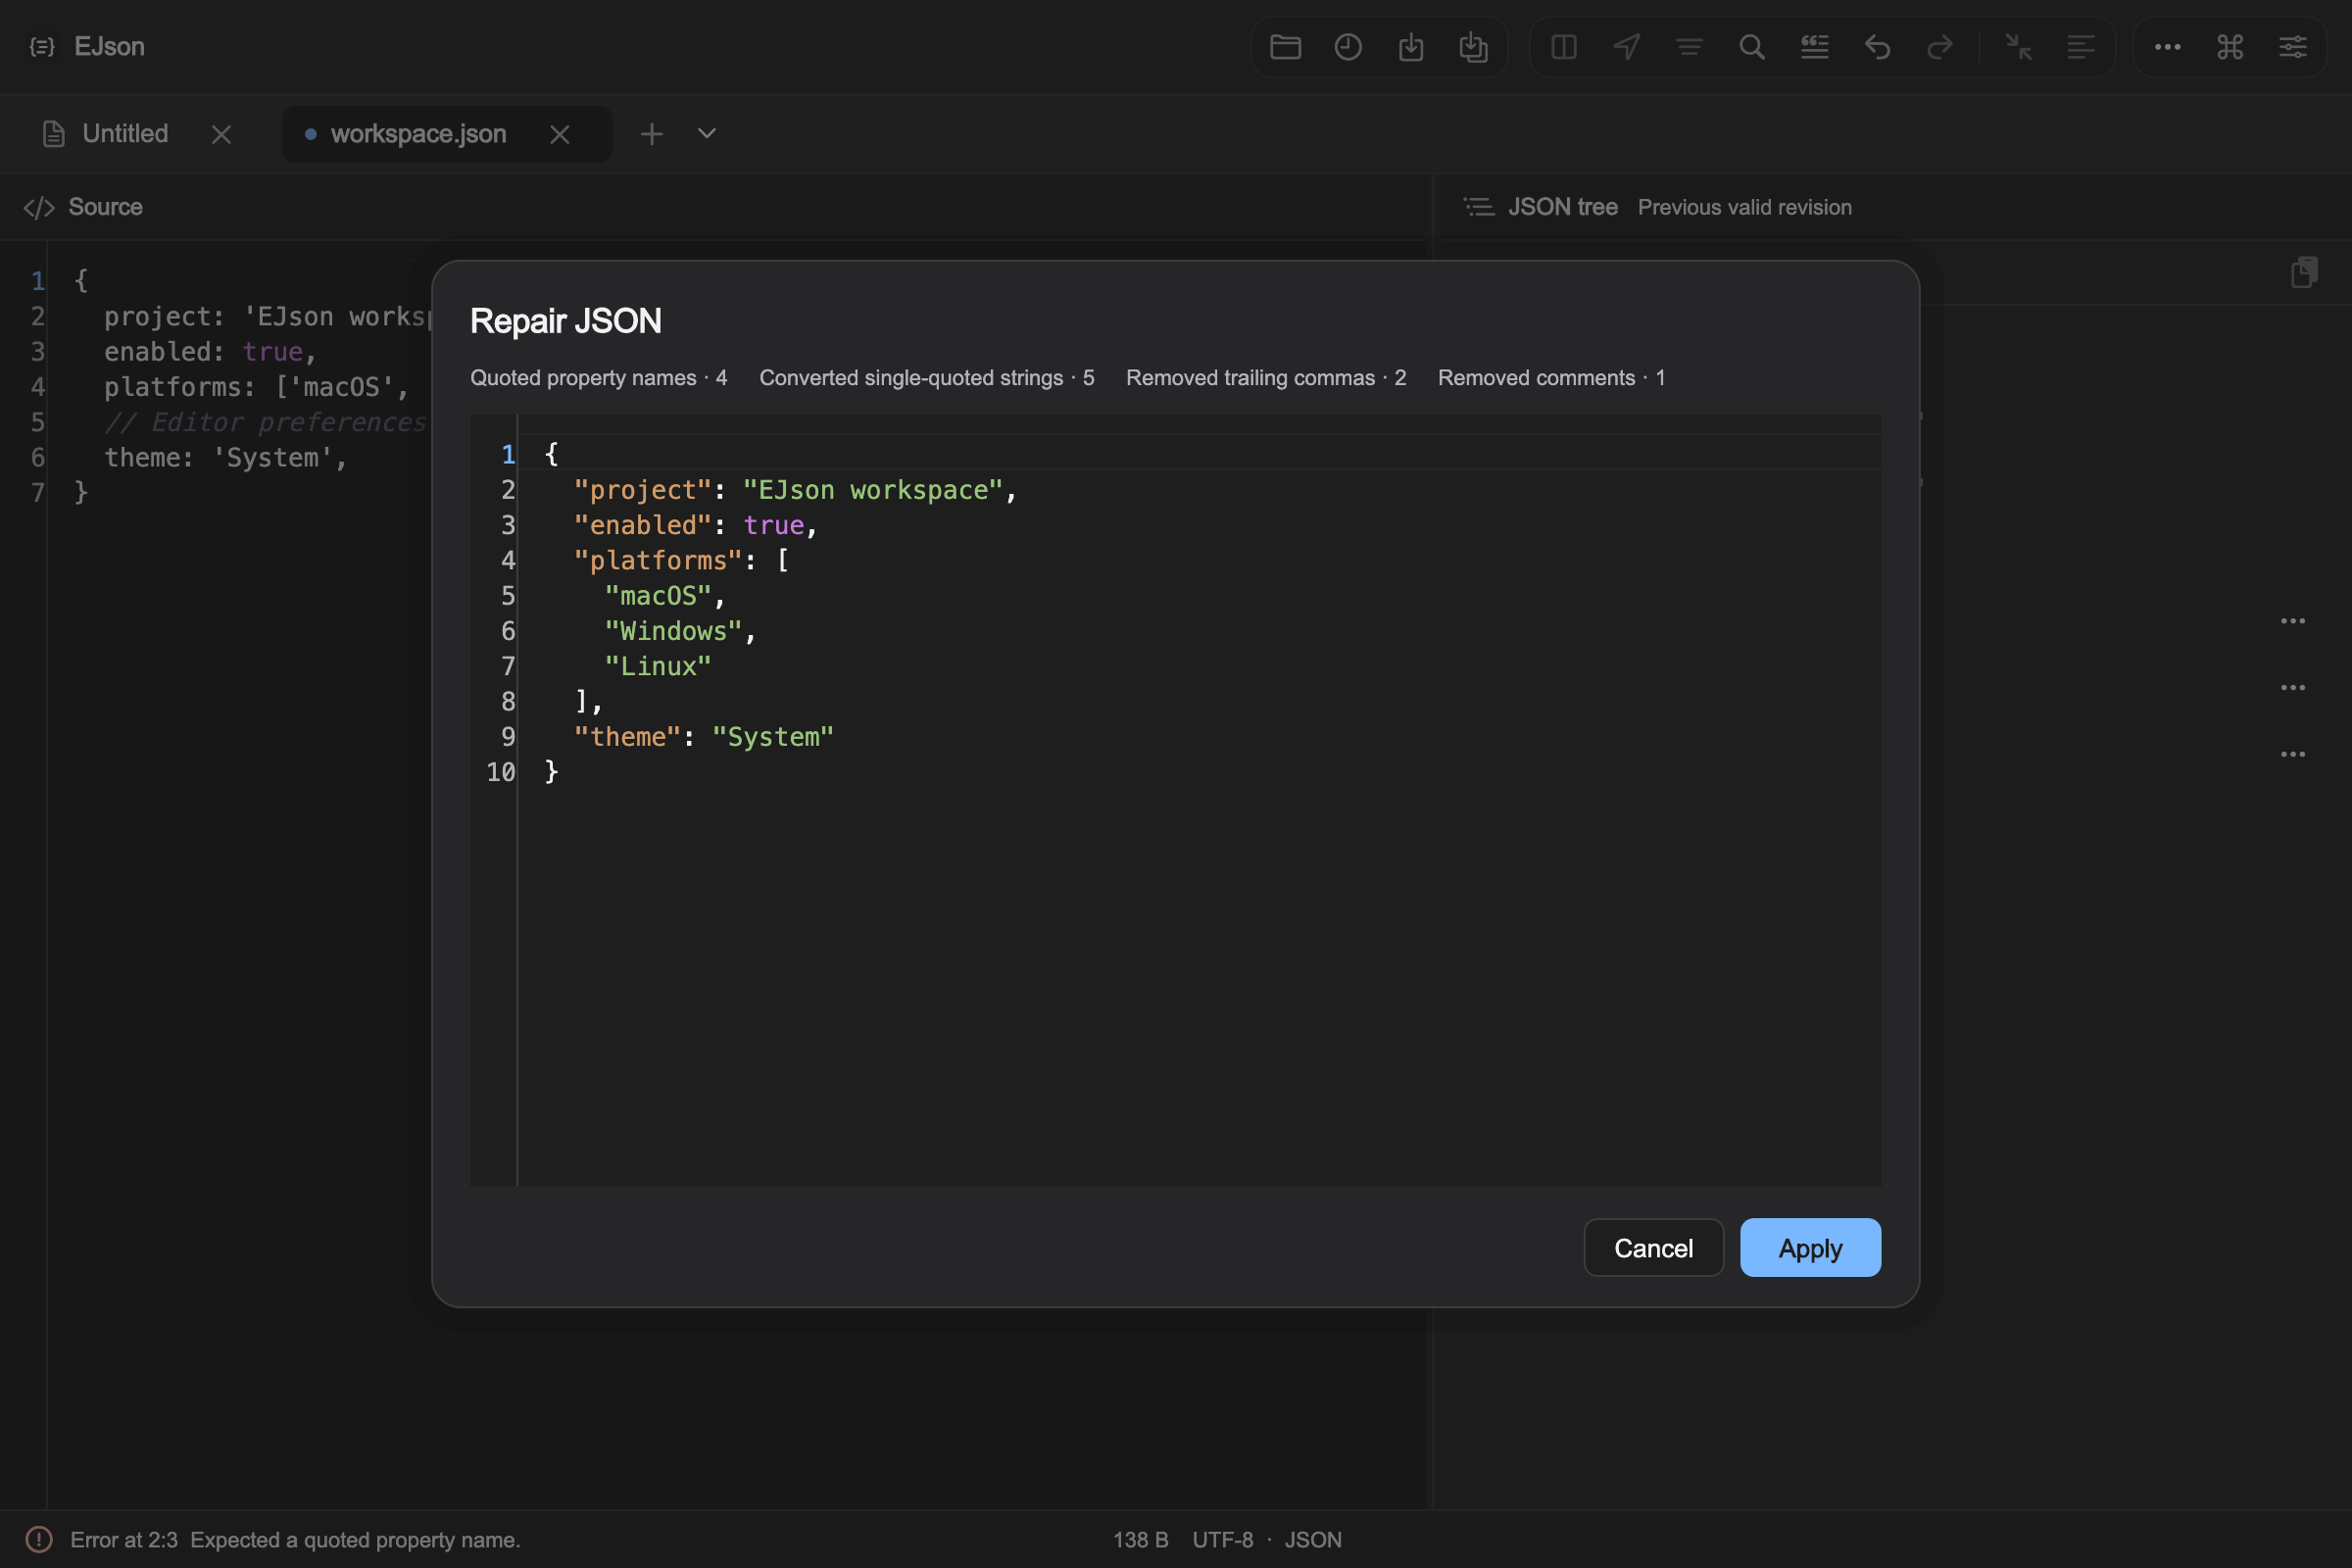 EJson
Untitled
workspace.json
Source
JSON tree Previous valid revision
1 {
2 project: 'EJson
3 enabled: true,
4 platforms: ['macOS',
5 // Editor preferences
6 theme: 'System',
7 }
Repair JSON
Quoted property names · 4 Converted single-quoted strings · 5 Removed trailing commas · 2 Removed comments · 1
1 {
2 "project": "EJson workspace",
3 "enabled": true,
4 "platforms": [
5 "macOS",
6 "Windows",
7 "Linux"
8 ],
9 "theme": "System"
10 }
Cancel
Apply
Error at 2:3 Expected a quoted property name.
138 B UTF-8 · JSON